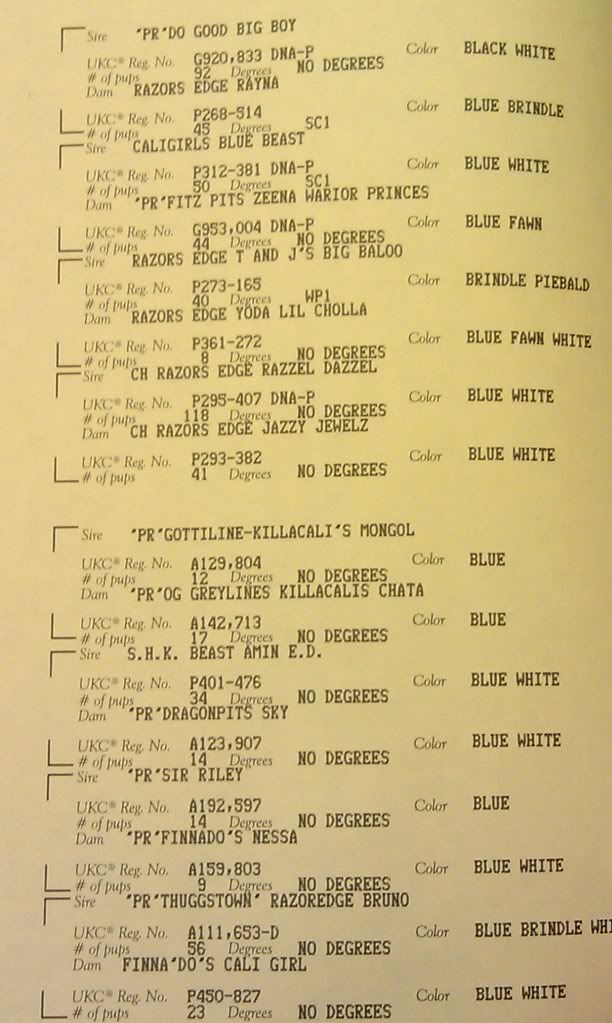 Sire 'PR'DO GOOD BIG BOY
UKC® Reg. No. G920,833 DNA-P Color BLACK WHITE
# of pups 92 Degrees NO DEGREES
Dam RAZORS EDGE RAYNA
UKC® Reg. No. P268-514 Color BLUE BRINDLE
# of pups 45 Degrees SC1
Sire CALIGIRLS BLUE BEAST
UKC® Reg. No. P312-381 DNA-P Color BLUE WHITE
# of pups 50 Degrees SC1
Dam 'PR'FITZ PITS ZEENA WARIOR PRINCES
UKC® Reg. No. G953,004 DNA-P Color BLUE FAWN
# of pups 44 Degrees NO DEGREES
Sire RAZORS EDGE T AND J'S BIG BALOO
UKC® Reg. No. P273-165 Color BRINDLE PIEBALD
# of pups 40 Degrees WP1
Dam RAZORS EDGE YODA LIL CHOLLA
UKC® Reg. No. P361-272 Color BLUE FAWN WHITE
# of pups 8 Degrees NO DEGREES
Sire CH RAZORS EDGE RAZZEL DAZZEL
UKC® Reg. No. P295-407 DNA-P Color BLUE WHITE
# of pups 118 Degrees NO DEGREES
Dam CH RAZORS EDGE JAZZY JEWELZ
UKC® Reg. No. P293-382 Color BLUE WHITE
# of pups 41 Degrees NO DEGREES
Sire 'PR'GOTTILINE-KILLACALI'S MONGOL
UKC® Reg. No. A129,804 Color BLUE
# of pups 12 Degrees NO DEGREES
Dam 'PR'OG GREYLINES KILLACALIS CHATA
UKC® Reg. No. A142,713 Color BLUE
# of pups 17 Degrees NO DEGREES
Sire S.H.K. BEAST AMIN E.D.
UKC® Reg. No. P401-476 Color BLUE WHITE
# of pups 34 Degrees NO DEGREES
Dam 'PR'DRAGONPITS SKY
UKC® Reg. No. A123,907 Color BLUE WHITE
# of pups 14 Degrees NO DEGREES
Sire 'PR'SIR RILEY
UKC® Reg. No. A192,597 Color BLUE
# of pups 14 Degrees NO DEGREES
Dam 'PR'FINNADO'S NESSA
UKC® Reg. No. A159,803 Color BLUE WHITE
# of pups 9 Degrees NO DEGREES
Sire 'PR'THUGGSTOWN' RAZOREDGE BRUNO
UKC® Reg. No. A111,653-D Color BLUE BRINDLE WHI
# of pups 56 Degrees NO DEGREES
Dam FINNA'DO'S CALI GIRL
UKC® Reg. No. P450-827 Color BLUE WHITE
# of pups 23 Degrees NO DEGREES